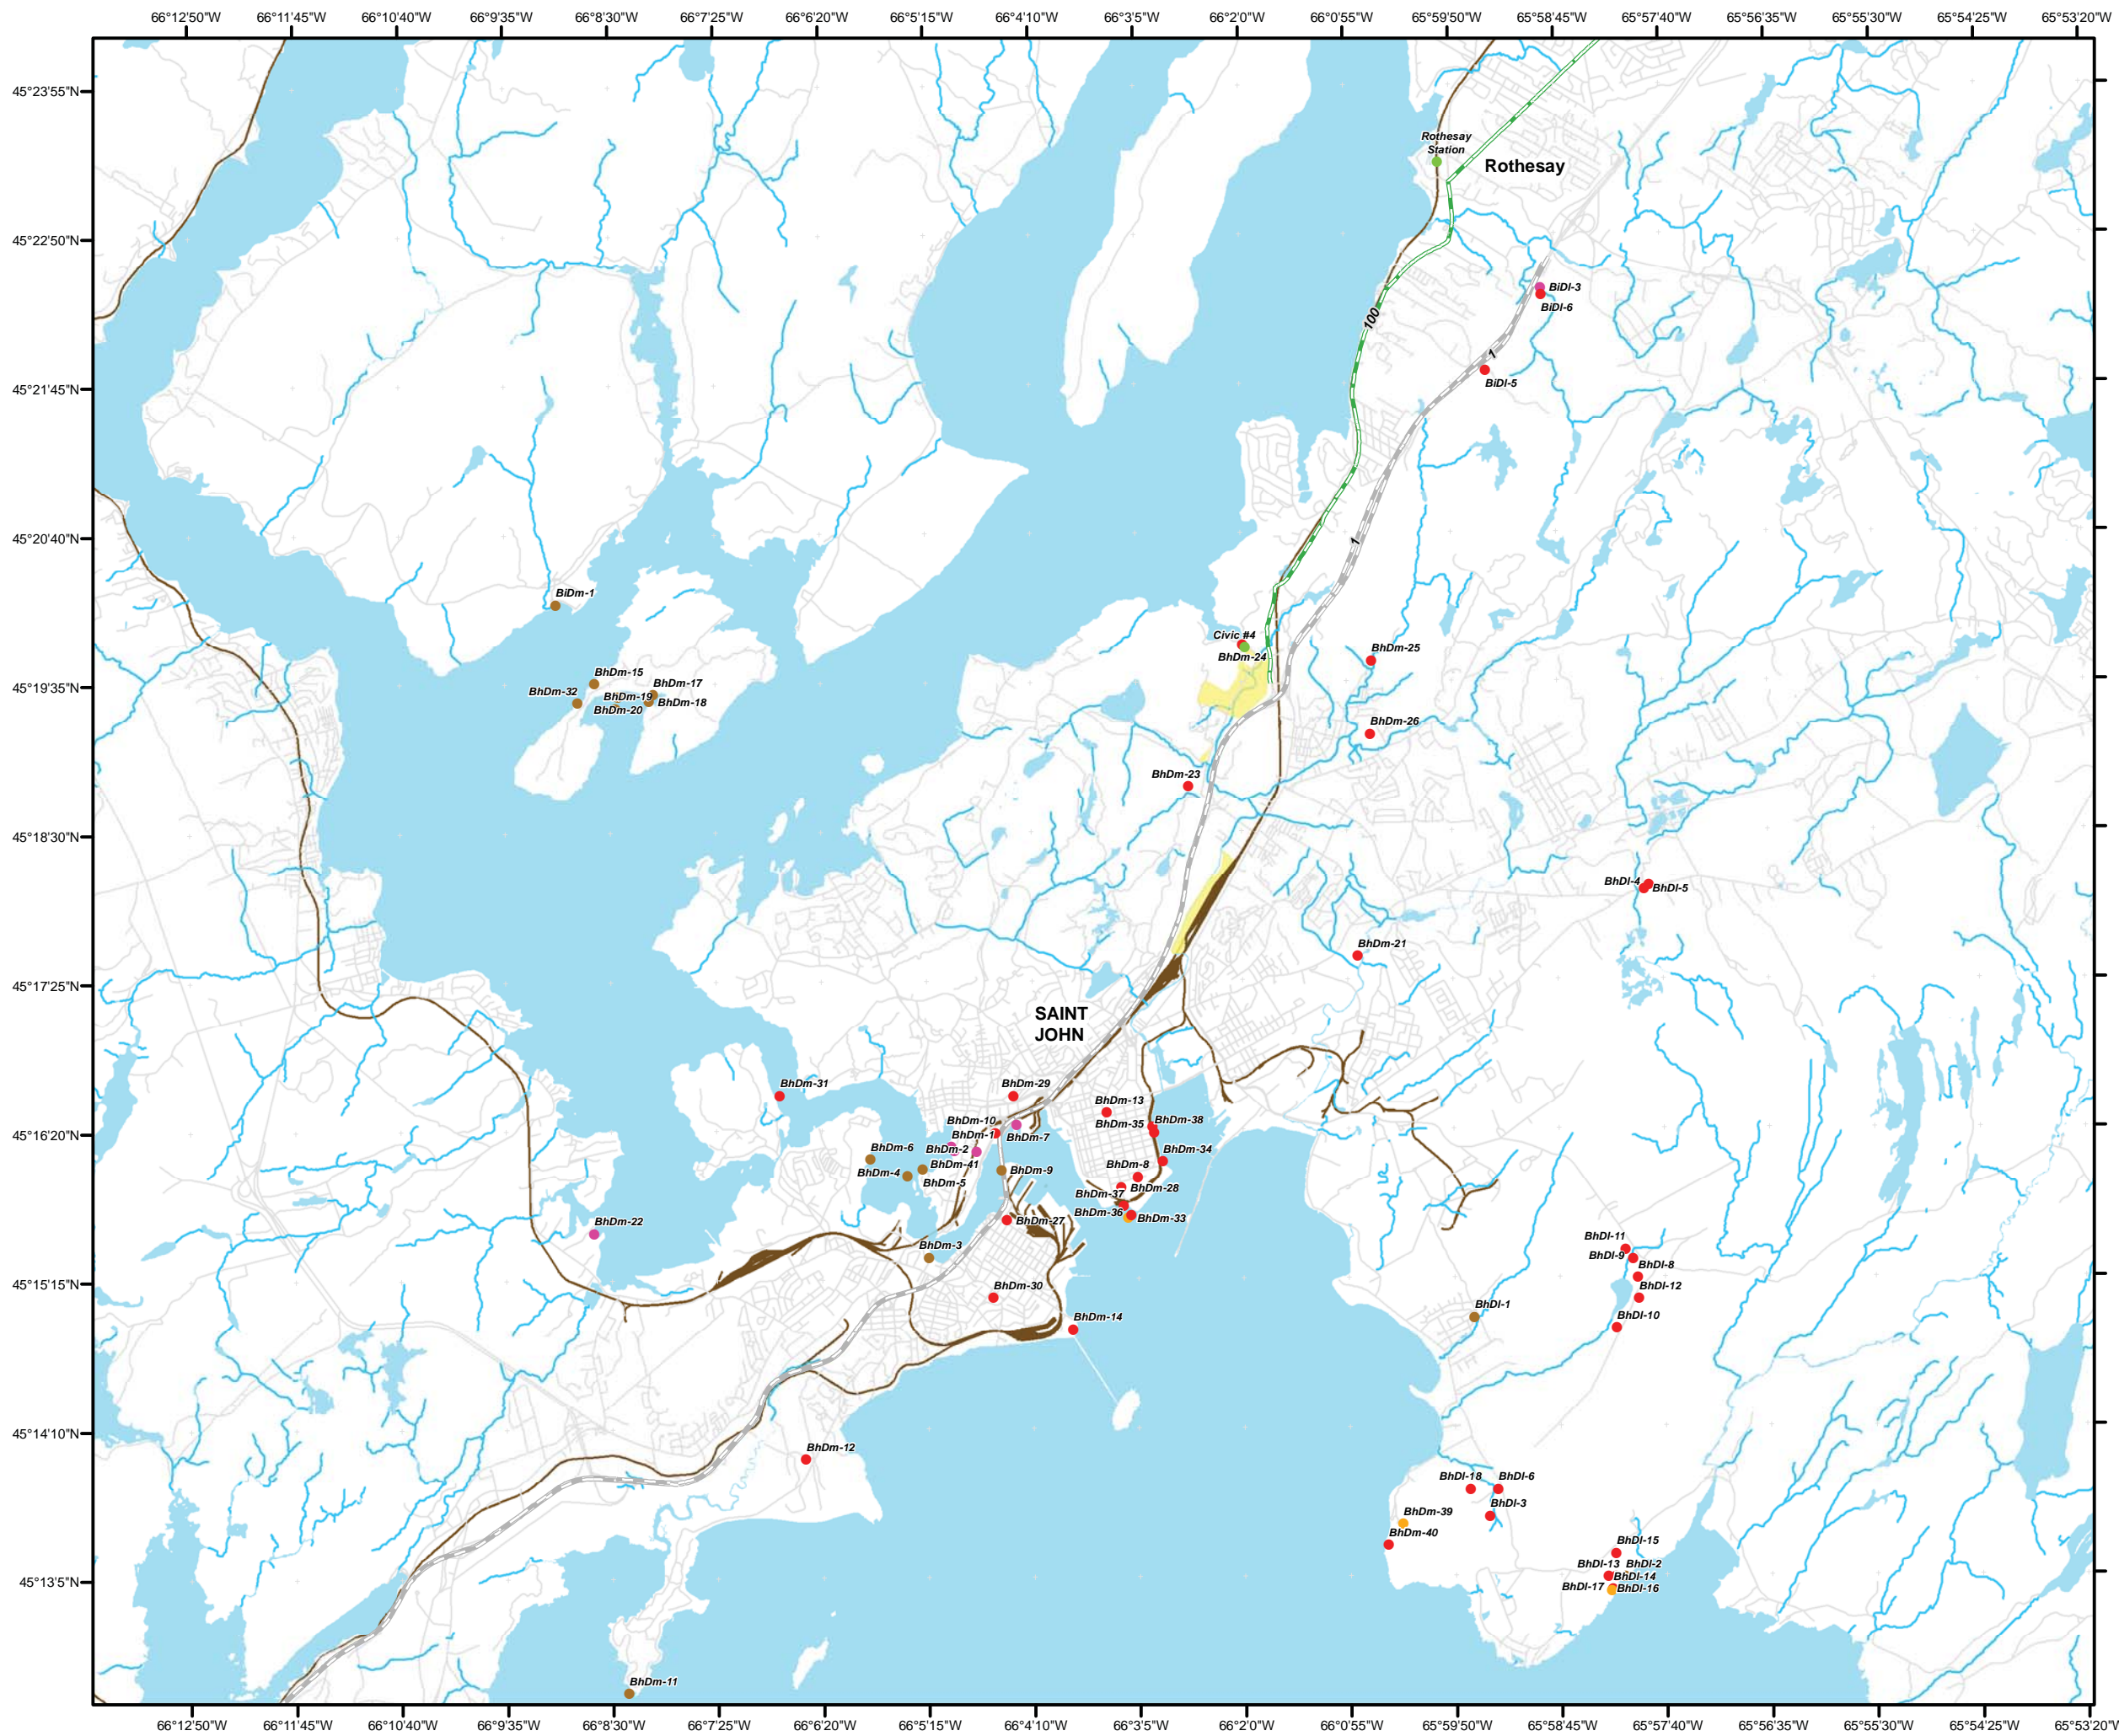 66°12'50"W 66°11'45"W 66°10'40"W 66°9'35"W 66°8'30"W 66°7'25"W 66°6'20"W 66°5'15"W 66°4'10"W 66°3'5"W 66°2'0"W 66°0'55"W 65°59'50"W 65°58'45"W 65°57'40"W 65°56'35"W 65°55'30"W 65°54'25"W 65°53'20"W
45°23'55"N
Rothesay
Station
Rothesay
45°22'50"N
BiDl-3
BiDl-6
100
1
45°21'45"N
BiDl-5
45°20'40"N
1
BiDm-1
Civic #4
BhDm-24
BhDm-25
BhDm-15
45°19'35"N
BhDm-17
BhDm-32
BhDm-19
BhDm-18
BhDm-20
BhDm-26
BhDm-23
45°18'30"N
BhDl-4
BhDl-5
BhDm-21
45°17'25"N
SAINT
JOHN
BhDm-31
BhDm-29
BhDm-13
BhDm-10
BhDm-35
BhDm-38
45°16'20"N
BhDm-1
BhDm-7
BhDm-6
BhDm-2
BhDm-34
BhDm-4
BhDm-41
BhDm-9
BhDm-8
BhDm-5
BhDm-28
BhDm-37
BhDm-36
BhDm-33
BhDm-22
BhDm-27
BhDm-3
BhDl-11
BhDl-9
BhDl-8
45°15'15"N
BhDm-30
BhDl-12
BhDl-1
BhDm-14
BhDl-10
45°14'10"N
BhDm-12
BhDl-18
BhDl-6
BhDl-3
BhDm-39
BhDm-40
BhDl-15
BhDl-13
BhDl-2
45°13'5"N
BhDl-14
BhDl-17
BhDl-16
BhDm-11
66°12'50"W 66°11'45"W 66°10'40"W 66°9'35"W 66°8'30"W 66°7'25"W 66°6'20"W 66°5'15"W 66°4'10"W 66°3'5"W 66°2'0"W 66°0'55"W 65°59'50"W 65°58'45"W 65°57'40"W 65°56'35"W 65°55'30"W 65°54'25"W 65°53'20"W